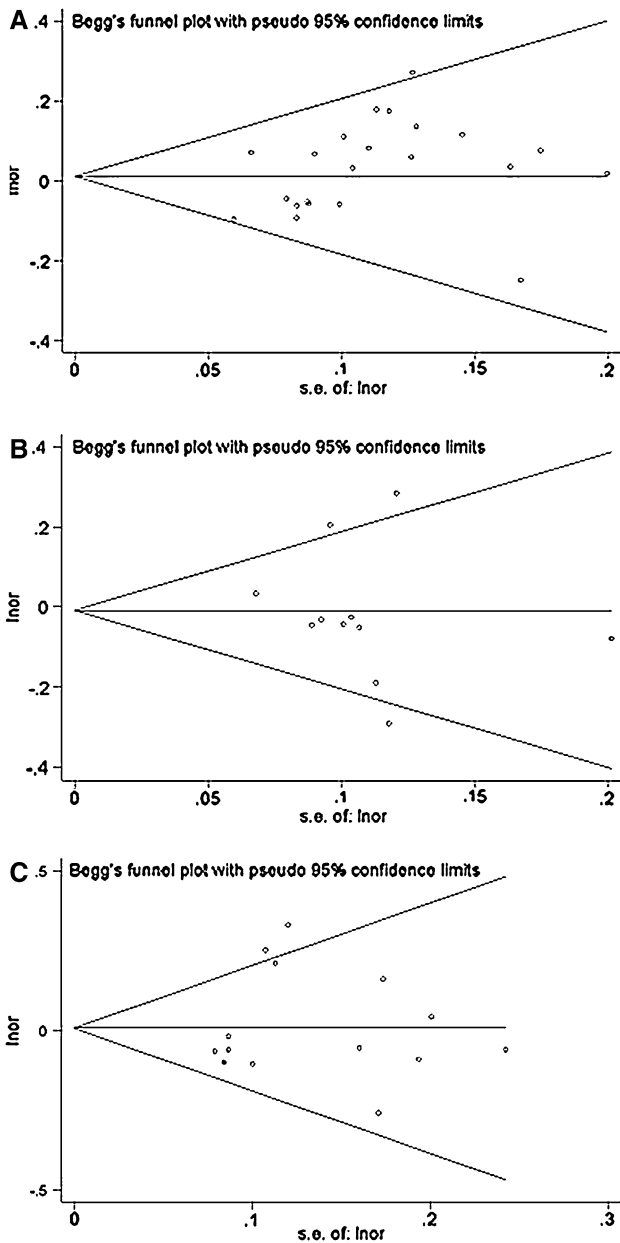 A
Begg's funnel plot with pseudo 95% confidence limits
.4
.2
0
-.2
-.4
lnor
0 .05 .1 .15 .2
s.e. of: lnor
B
Begg's funnel plot with pseudo 95% confidence limits
.4
.2
0
-.2
-.4
lnor
0 .05 .1 .15 .2
s.e. of: lnor
C
Begg's funnel plot with pseudo 95% confidence limits
.5
0
-.5
lnor
0 .1 .2 .3
s.e. of: lnor